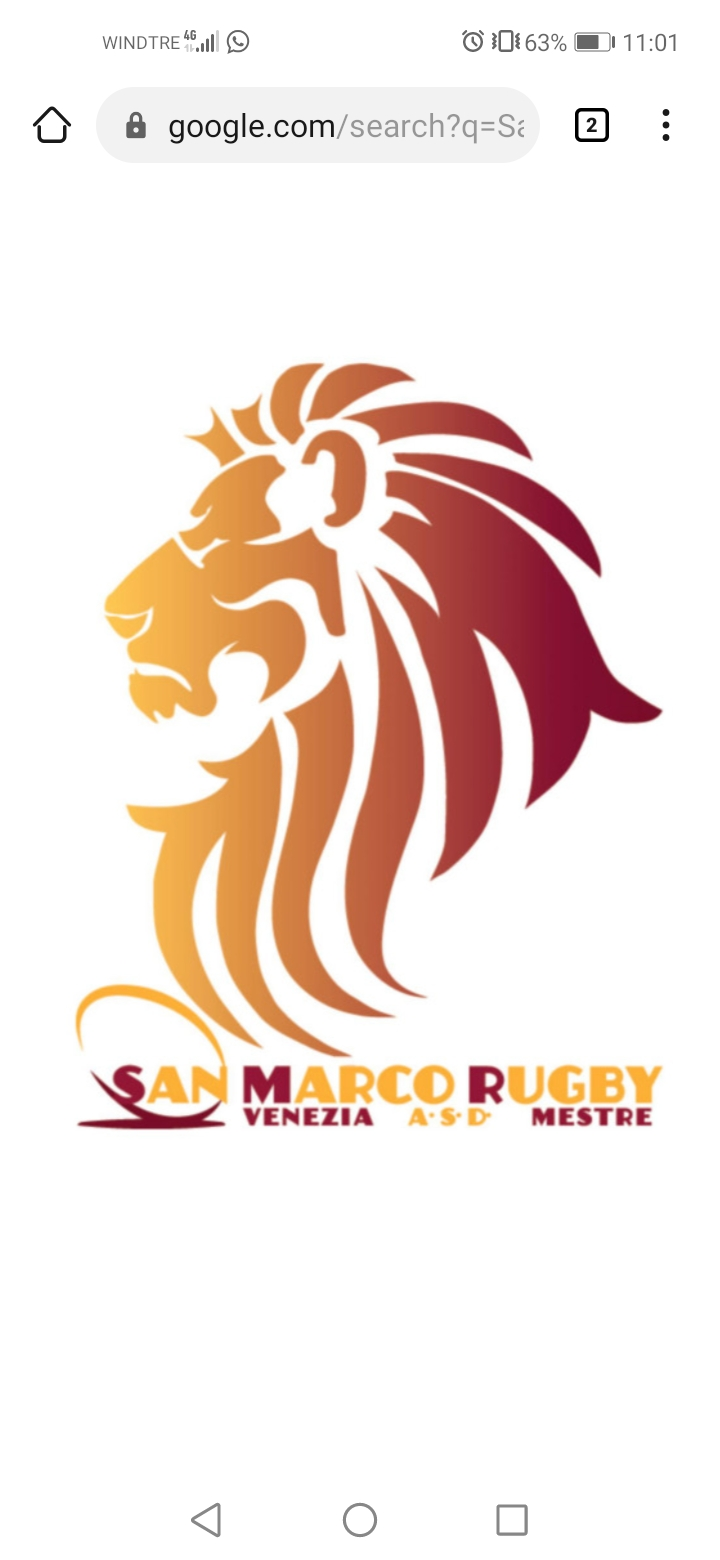 WINDTRE 4G 63% 11:01
google.com/search?q=Sa
2
SAN MARCO RUGBY
VENEZIA A·S·D· MESTRE